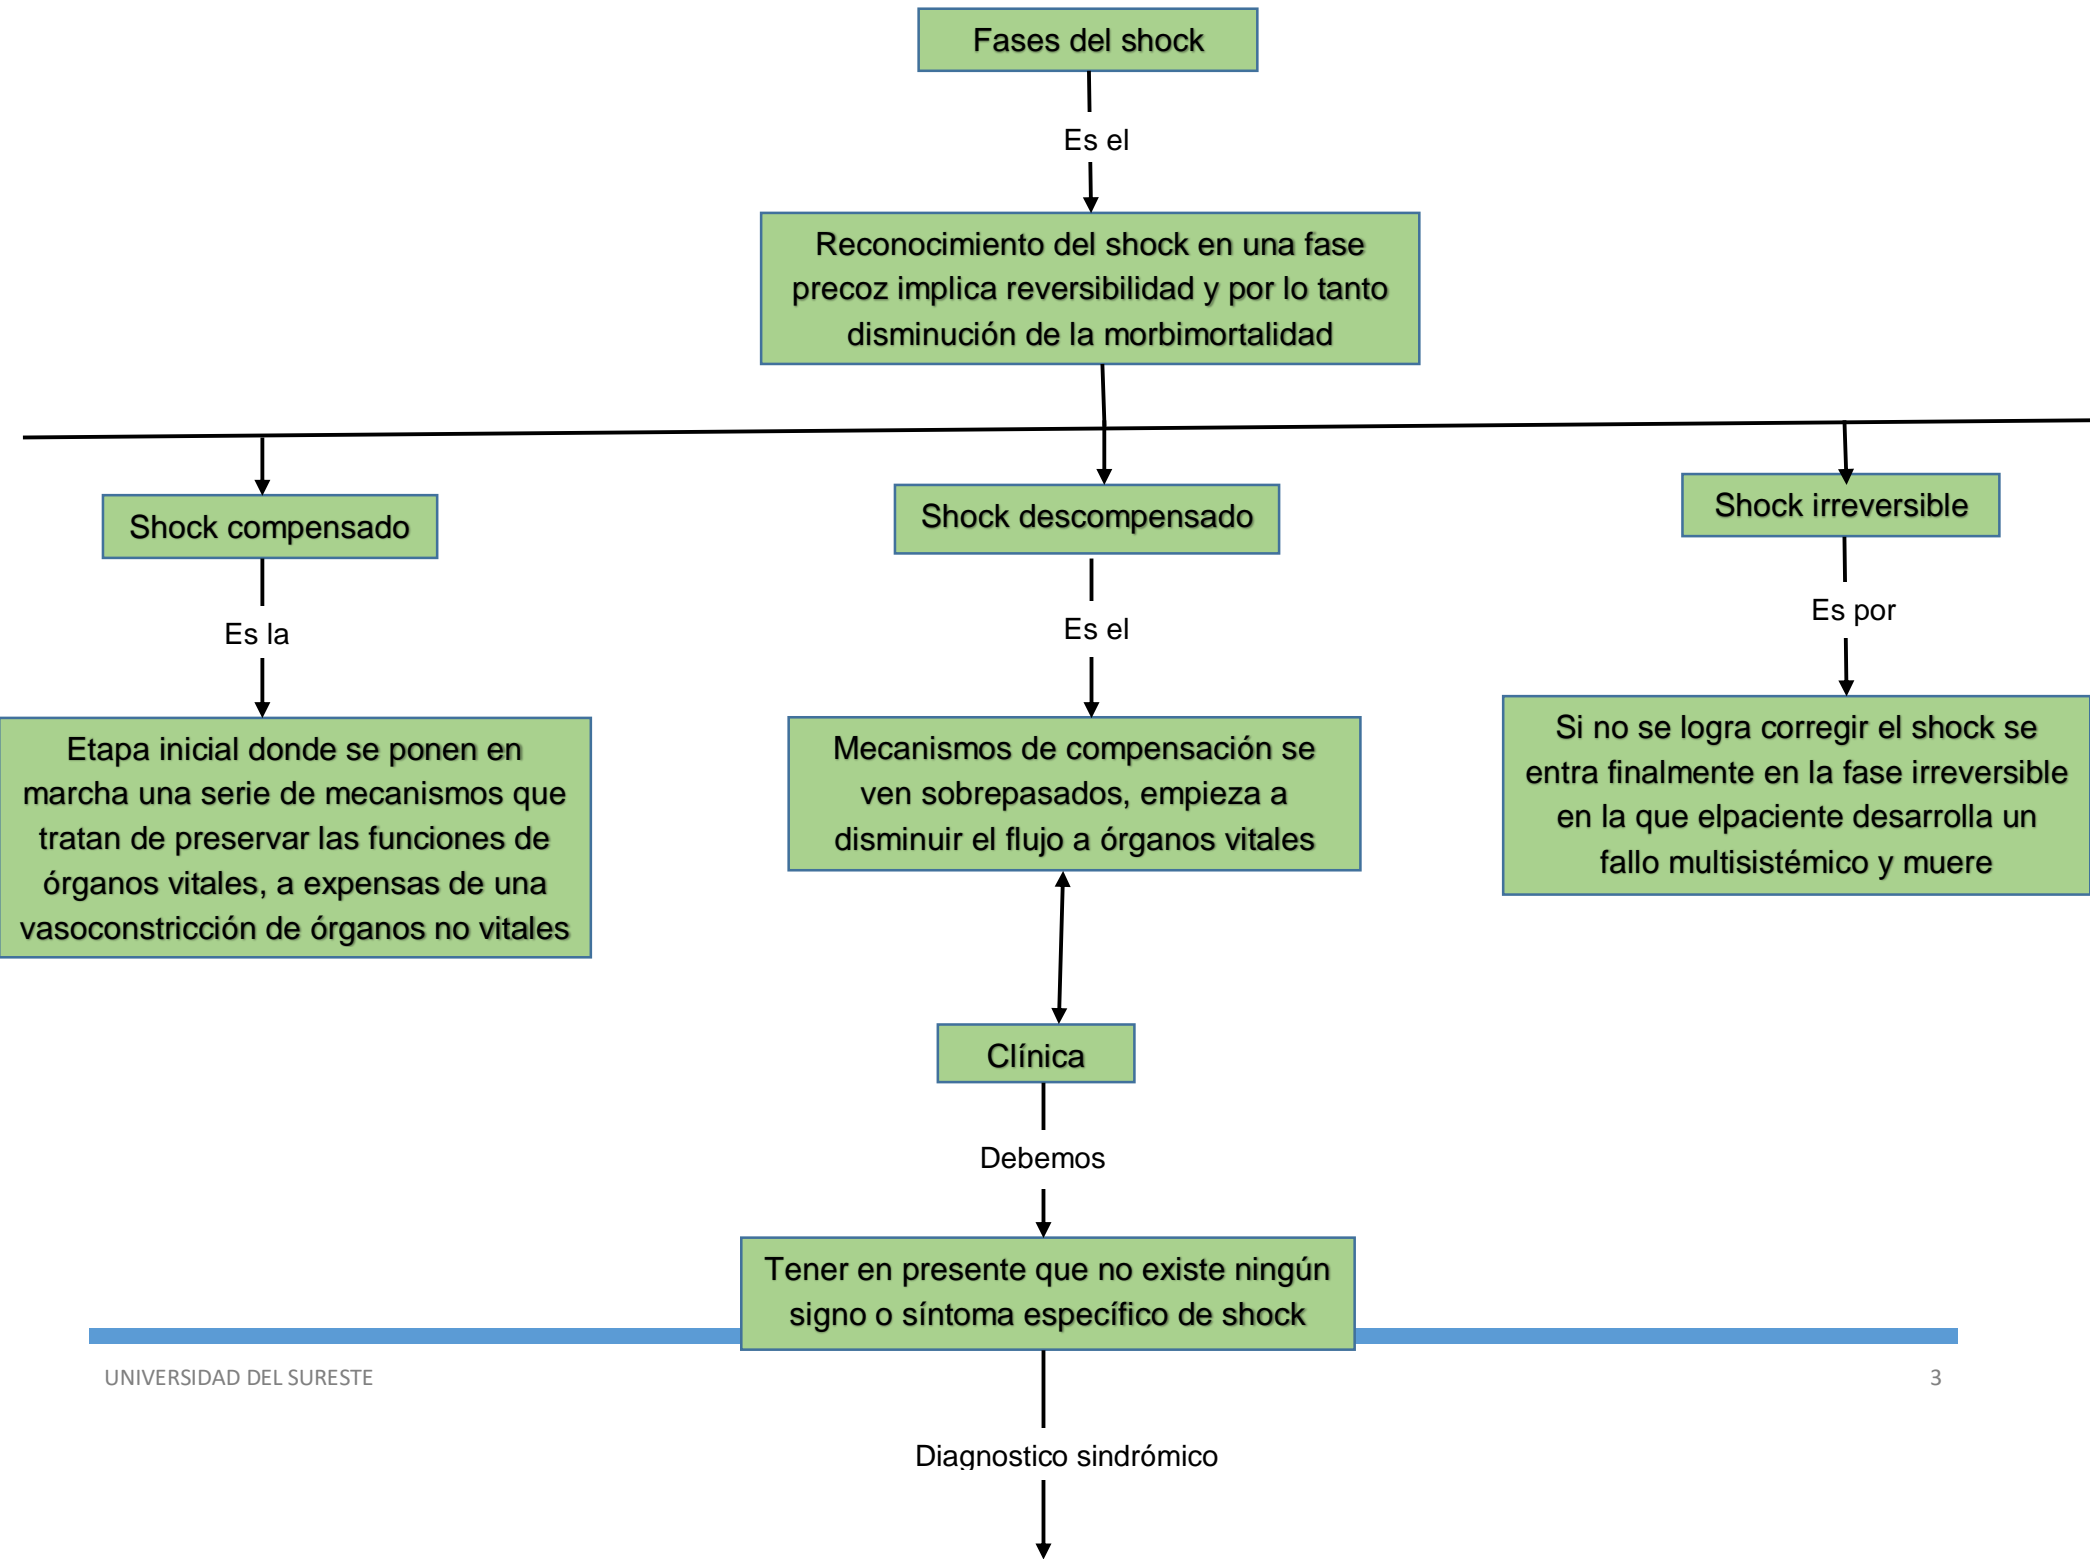 Fases del shock
Es el
Reconocimiento del shock en una fase
precoz implica reversibilidad y por lo tanto
disminución de la morbimortalidad
Shock compensado
Es la
Etapa inicial donde se ponen en
marcha una serie de mecanismos que
tratan de preservar las funciones de
órganos vitales, a expensas de una
vasoconstricción de órganos no vitales
Shock descompensado
Es el
Mecanismos de compensación se
ven sobrepasados, empieza a
disminuir el flujo a órganos vitales
Shock irreversible
Es por
Si no se logra corregir el shock se
entra finalmente en la fase irreversible
en la que elpaciente desarrolla un
fallo multisistémico y muere
Clínica
Debemos
Tener en presente que no existe ningún
signo o síntoma específico de shock
UNIVERSIDAD DEL SURESTE
3
Diagnostico sindrómico